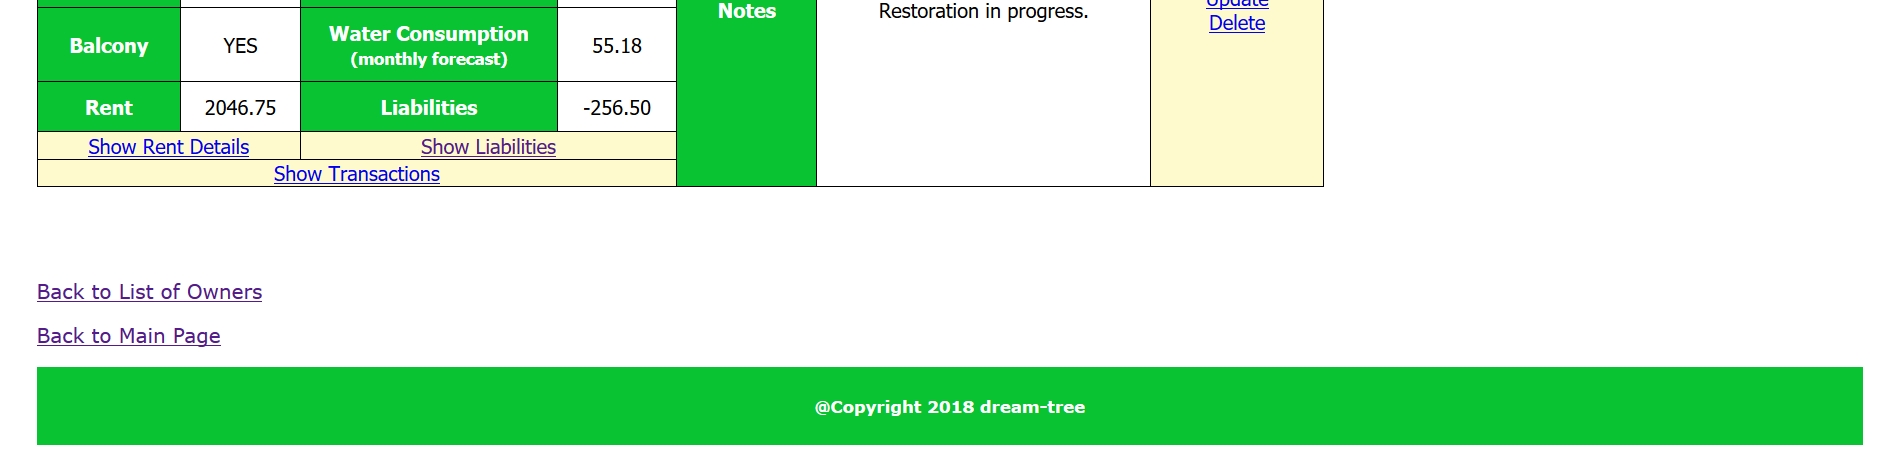 Notes
Restoration in progress.
Update
Delete
Balcony
YES
Water Consumption
(monthly forecast)
55.18
Rent
2046.75
Liabilities
-256.50
Show Rent Details
Show Liabilities
Show Transactions
Back to List of Owners
Back to Main Page
@Copyright 2018 dream-tree